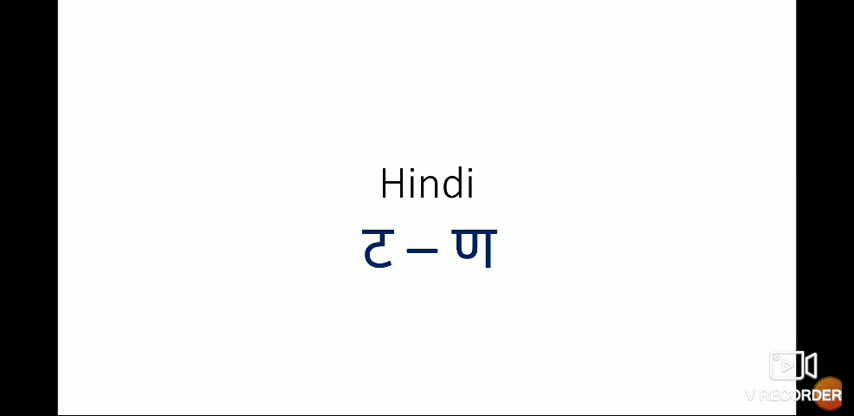 Hindi
ट – ण
V RECORDER